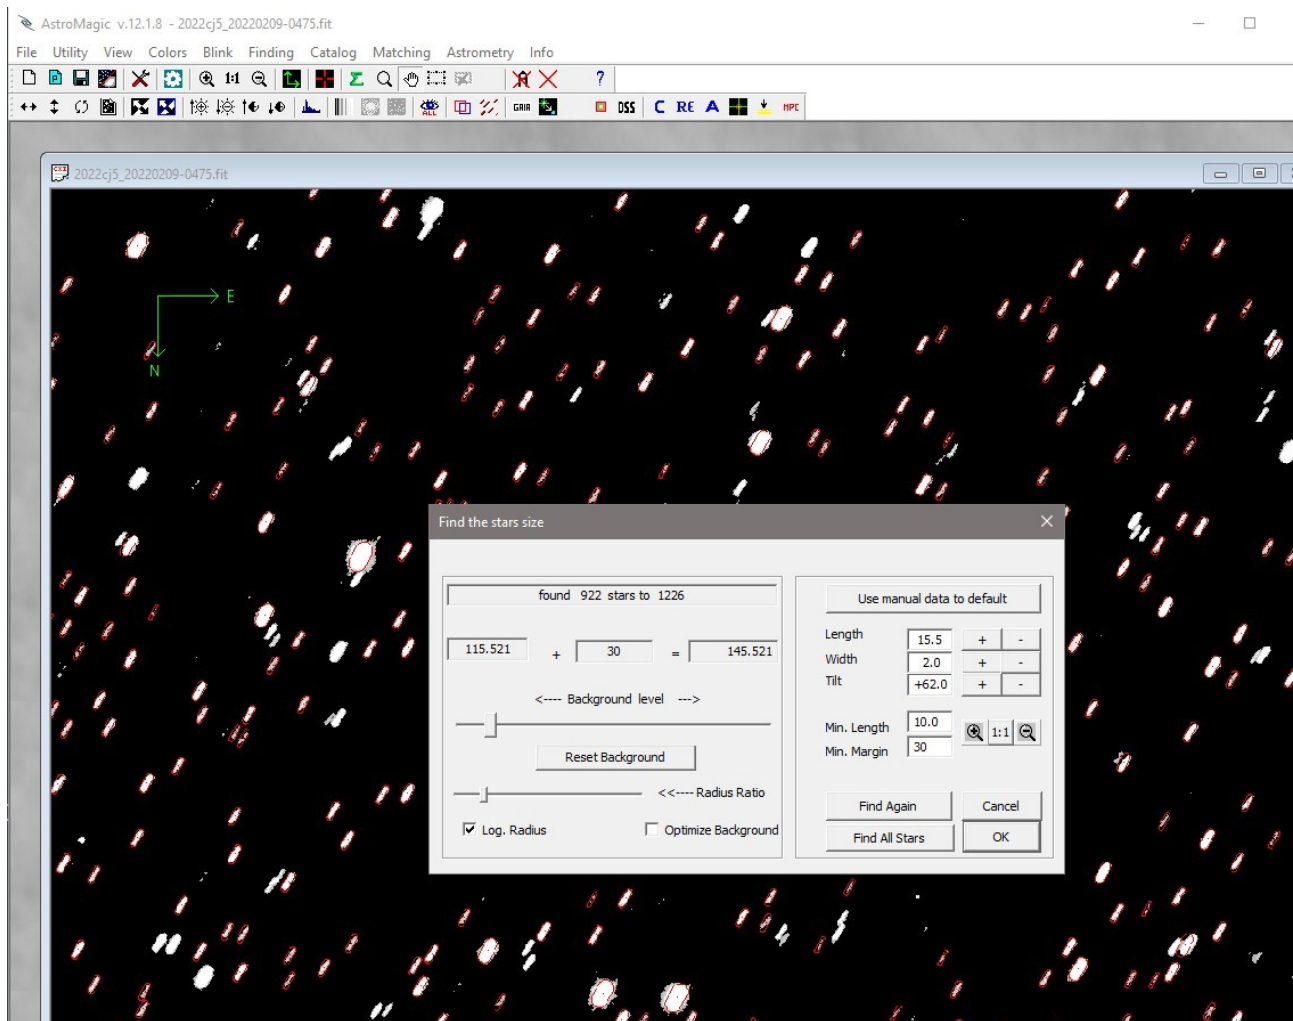 AstroMagic v.12.1.8 - 2022cj5_20220209-0475.fit
File Utility View Colors Blink Finding Catalog Matching Astrometry Info
1:1 Σ ?
ALL GAIA DSS C RE A MPC
2022cj5_20220209-0475.fit
E
N
Find the stars size
found 922 stars to 1226
115.521 + 30 = 145.521
<---- Background level --->
Reset Background
<<---- Radius Ratio
Log. Radius
Optimize Background
Use manual data to default
Length 15.5 + -
Width 2.0 + -
Tilt +62.0 + -
Min. Length 10.0
1:1
Min. Margin 30
Find Again Cancel
Find All Stars OK